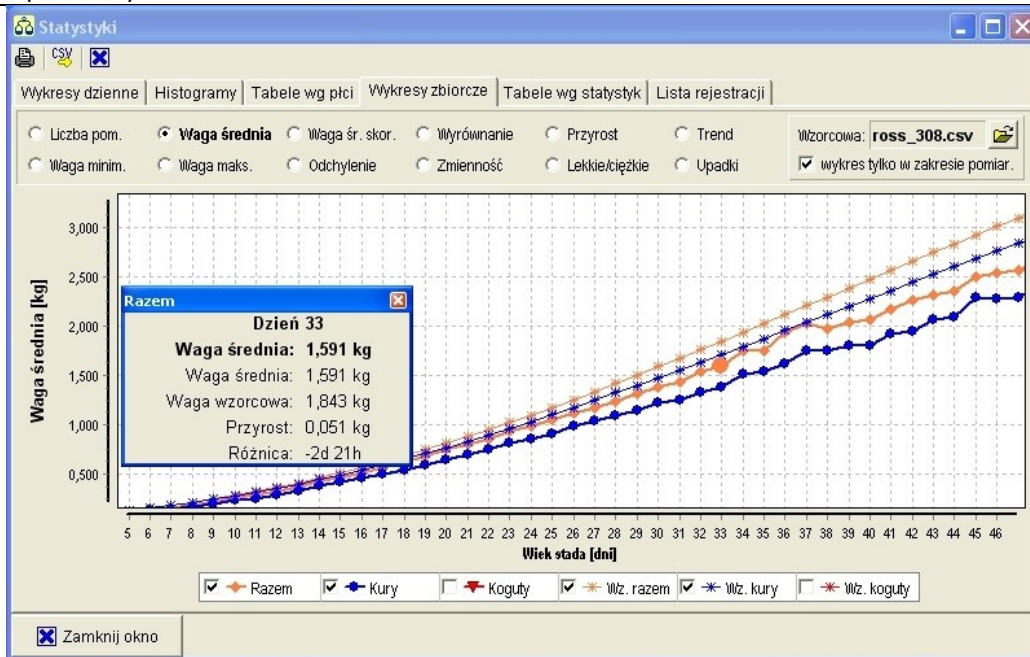 Statystyki
CSV
Wykresy dzienne Histogramy Tabele wg płci Wykresy zbiorcze Tabele wg statystyk Lista rejestracji
Liczba pom. Waga średnia Waga śr. skor. Wyrównanie Przyrost Trend Wzorcowa: ross_308.csv
Waga minim. Waga maks. Odchylenie Zmienność Lekkie/ciężkie Upadki wykres tylko w zakresie pomiar.
Waga średnia [kg]
3,000
2,500
2,000
1,500
1,000
0,500
Razem
Dzień 33
Waga średnia: 1,591 kg
Waga średnia: 1,591 kg
Waga wzorcowa: 1,843 kg
Przyrost: 0,051 kg
Różnica: -2d 21h
5 6 7 8 9 10 11 12 13 14 15 16 17 18 19 20 21 22 23 24 25 26 27 28 29 30 31 32 33 34 35 36 37 38 39 40 41 42 43 44 45 46
Wiek stada [dni]
Razem Kury Koguty Wz. razem Wz. kury Wz. koguty
Zamknij okno